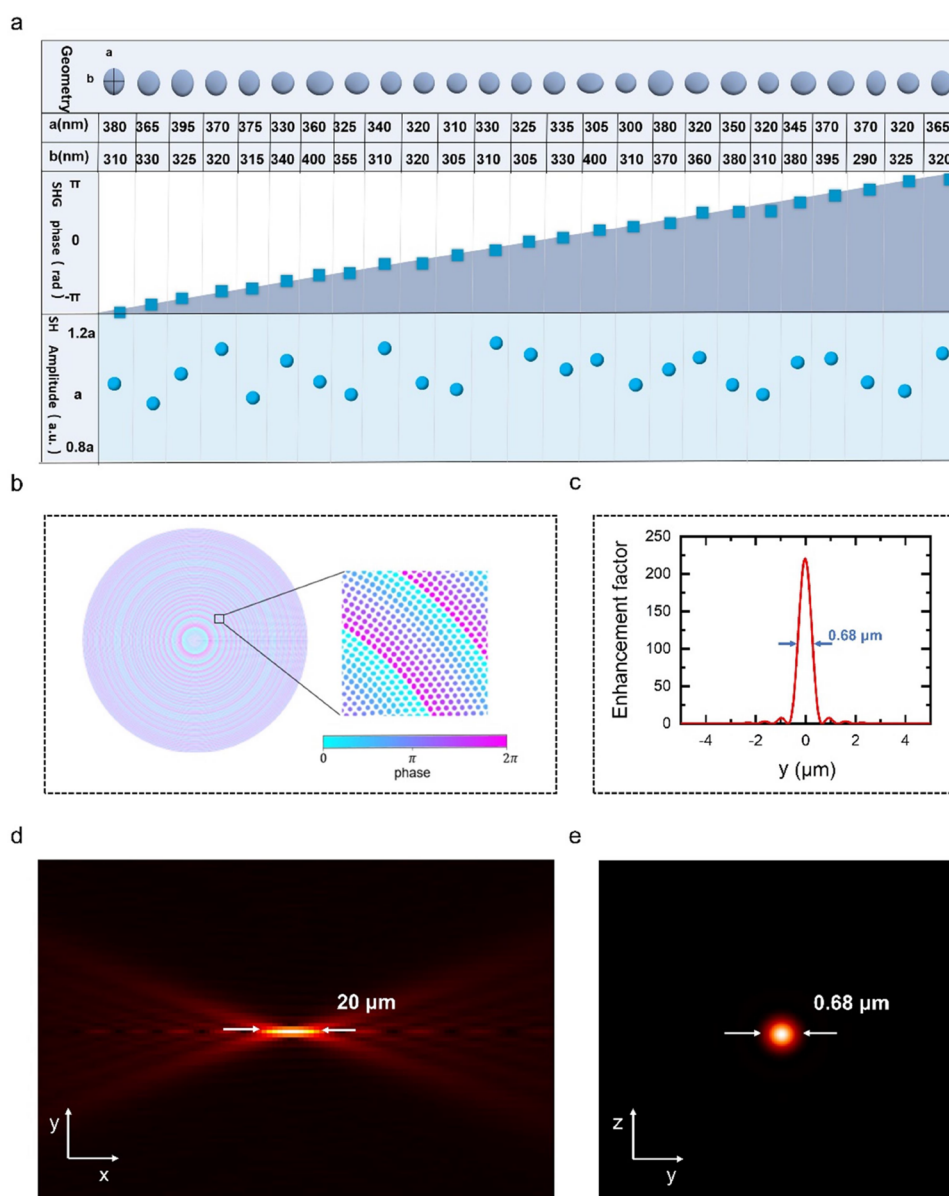 a
Geometry
a
b
a(nm) 380 365 395 370 375 330 360 325 340 320 310 330 325 335 305 300 380 320 350 320 345 370 370 320 365
b(nm) 310 330 325 320 315 340 400 355 310 320 305 310 305 330 400 310 370 360 380 310 380 395 290 325 320
SHG phase ( rad )
π
0
-π
SH Amplitude ( a.u. )
1.2a
a
0.8a
b
0
π
2π
phase
c
Enhancement factor
250
200
150
100
50
0
0.68 μm
-4 -2 0 2 4
y (μm)
d
20 μm
y
x
e
0.68 μm
z
y